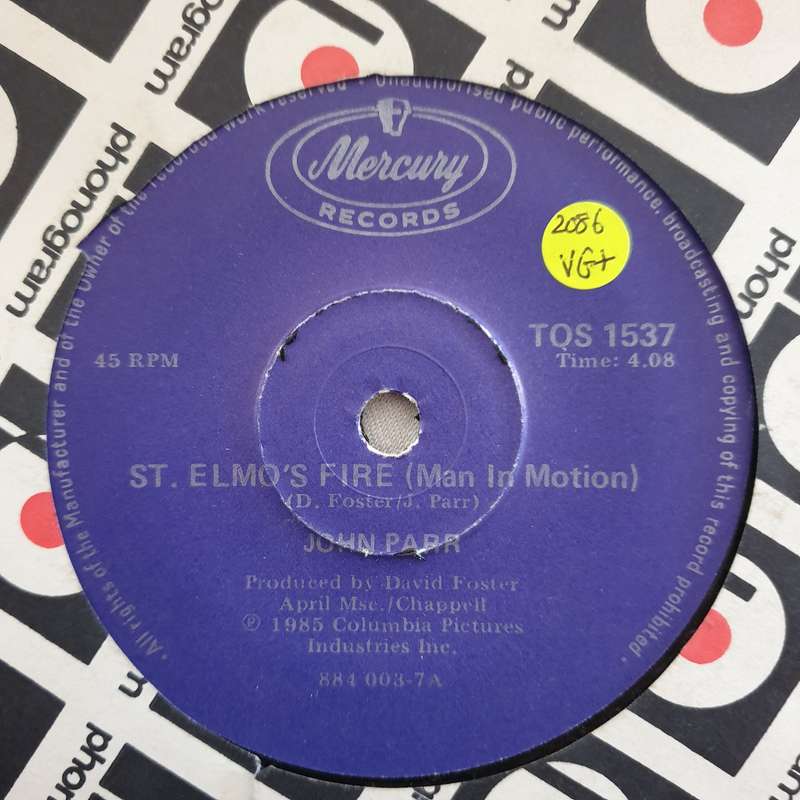 · All rights of the Manufacturer and of the Owner of the recorded work reserved · Unauthorised public performance, broadcasting and copying of this record prohibited ·
Mercury
RECORDS
2086
VG+
TOS 1537
45 RPM
Time: 4.08
ST. ELMO'S FIRE (Man In Motion)
(D. Foster/J. Parr)
JOHN PARR
Produced by David Foster
April Msc./Chappell
℗ 1985 Columbia Pictures
Industries Inc.
884 003-7A
phonogram
phonogram
phonogram
phonogram
phonogram
phonogram